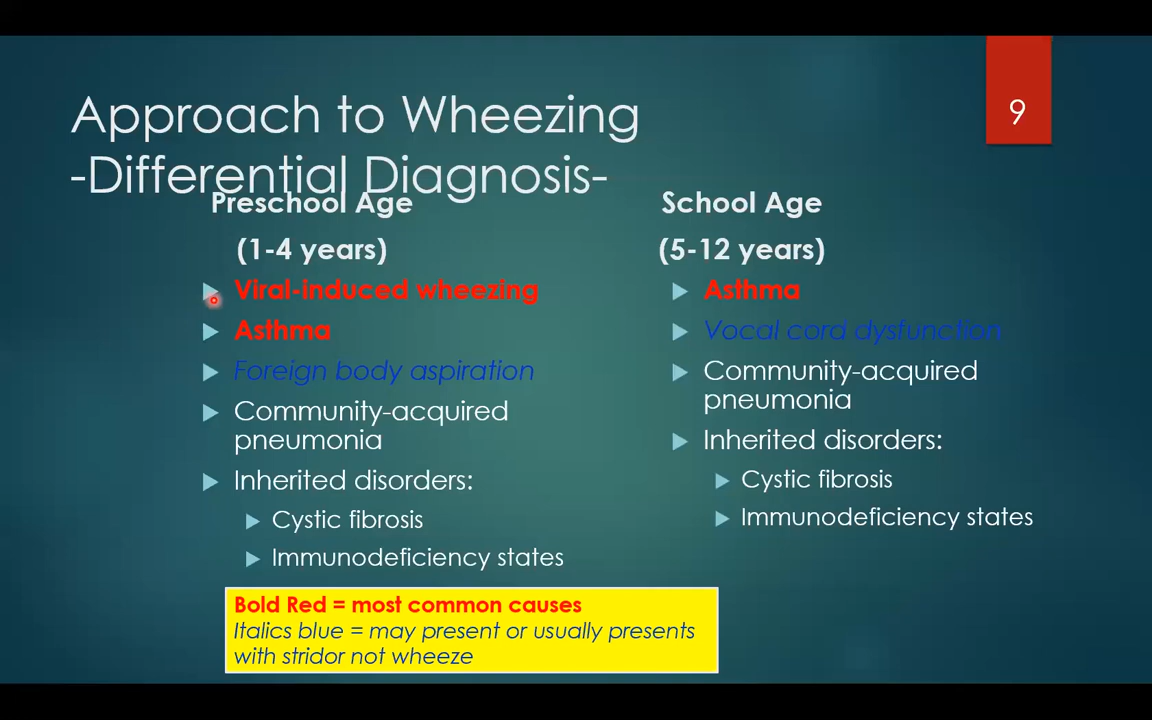 9
Approach to Wheezing
-Differential Diagnosis-
Preschool Age
(1-4 years)
Viral-induced wheezing
Asthma
Foreign body aspiration
Community-acquired
pneumonia
Inherited disorders:
Cystic fibrosis
Immunodeficiency states
School Age
(5-12 years)
Asthma
Vocal cord dysfunction
Community-acquired
pneumonia
Inherited disorders:
Cystic fibrosis
Immunodeficiency states
Bold Red = most common causes
Italics blue = may present or usually presents
with stridor not wheeze